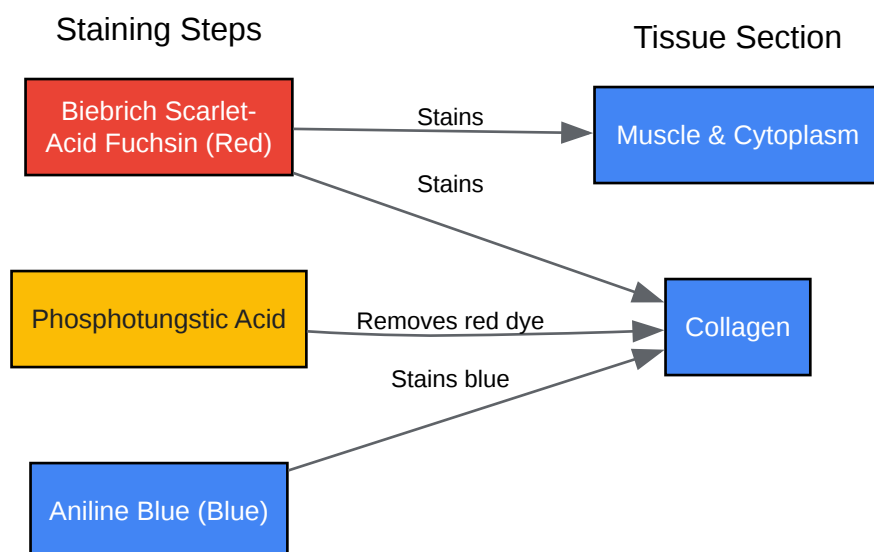 Staining Steps
Tissue Section
Biebrich Scarlet-
Acid Fuchsin (Red)
Stains
Muscle & Cytoplasm
Stains
Phosphotungstic Acid
Removes red dye
Collagen
Stains blue
Aniline Blue (Blue)